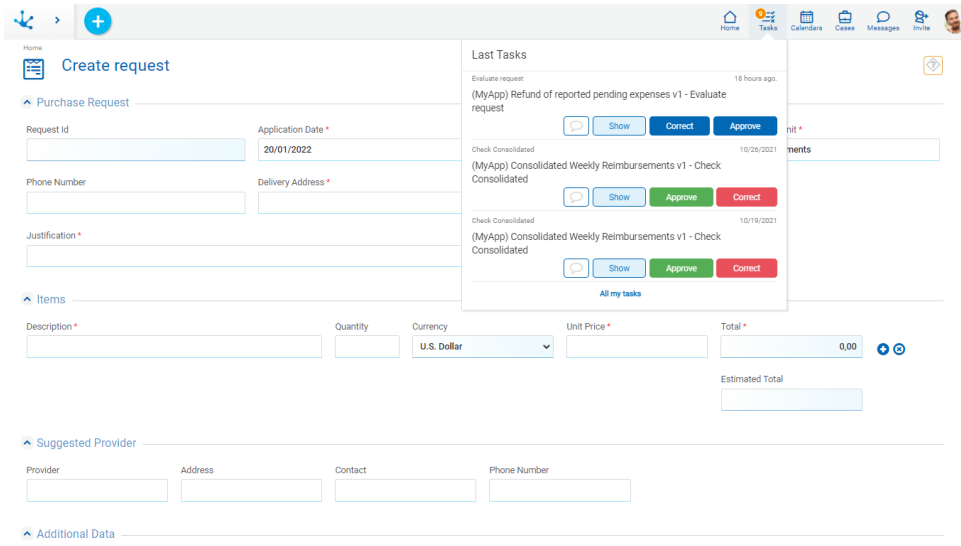 9
Home Tasks Calendars Cases Messages Invite
Home
Create request
Last Tasks
Evaluate request 18 hours ago.
(MyApp) Refund of reported pending expenses v1 - Evaluate
request
Show Correct Approve
Check Consolidated 10/26/2021
(MyApp) Consolidated Weekly Reimbursements v1 - Check
Consolidated
Show Approve Correct
Check Consolidated 10/19/2021
(MyApp) Consolidated Weekly Reimbursements v1 - Check
Consolidated
Show Approve Correct
All my tasks
Purchase Request
Request Id Application Date * nit *
20/01/2022 ments
Phone Number Delivery Address *
Justification *
Items
Description * Quantity Currency Unit Price * Total *
U.S. Dollar 0,00
Estimated Total
Suggested Provider
Provider Address Contact Phone Number
Additional Data